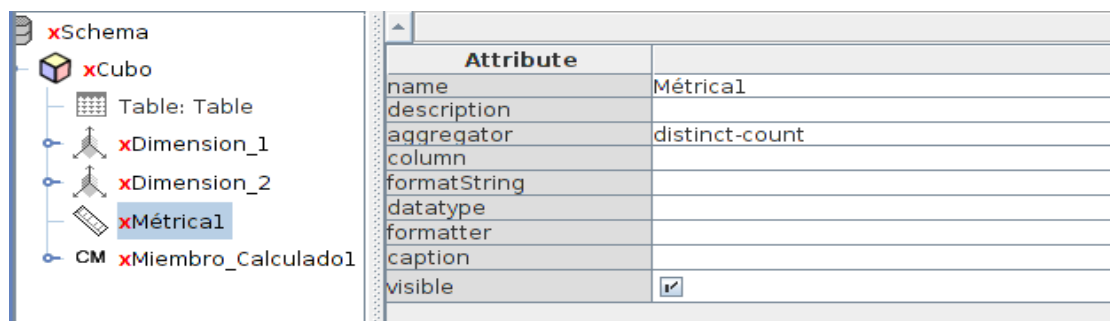 xSchema
xCubo
Table: Table
xDimension_1
xDimension_2
xMétrica1
CM xMiembro_Calculado1
Attribute
name Métrica1
description
aggregator distinct-count
column
formatString
datatype
formatter
caption
visible